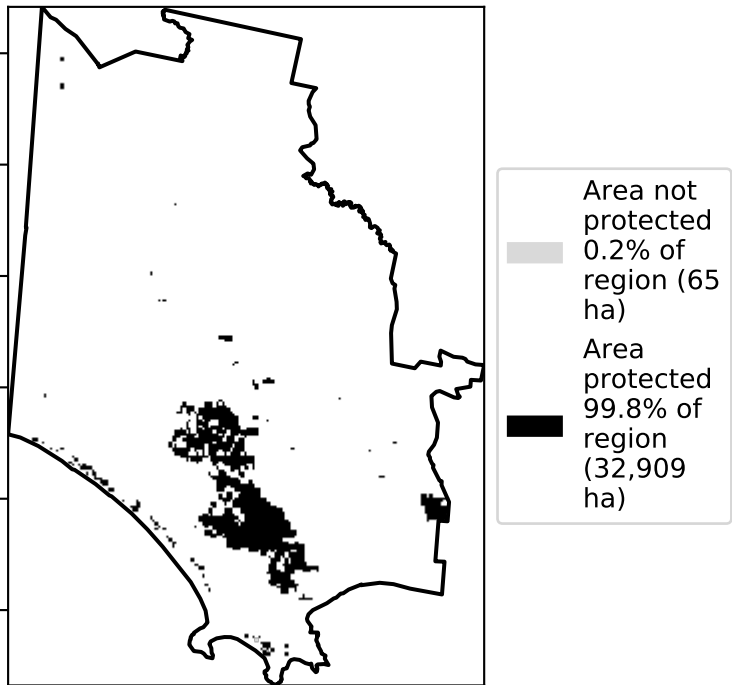 Area not
protected
0.2% of
region (65
ha)
Area
protected
99.8% of
region
(32,909
ha)